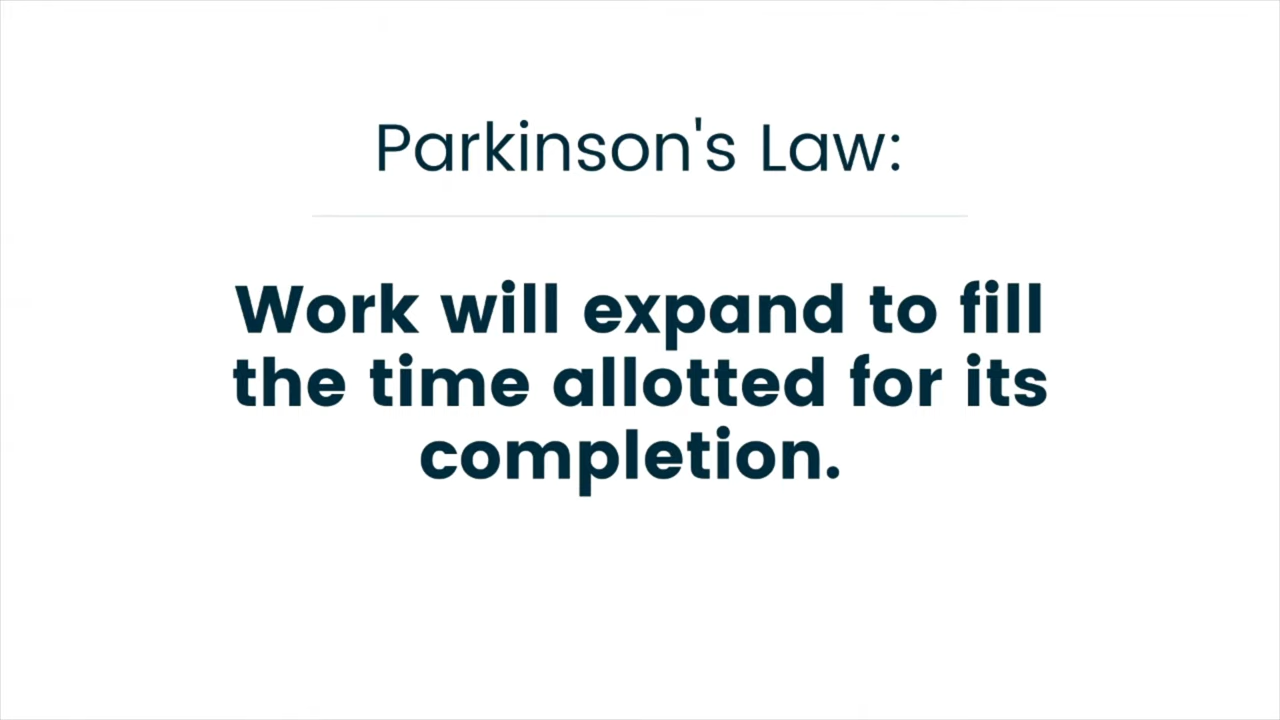 Parkinson's Law:
Work will expand to fill
the time allotted for its
completion.